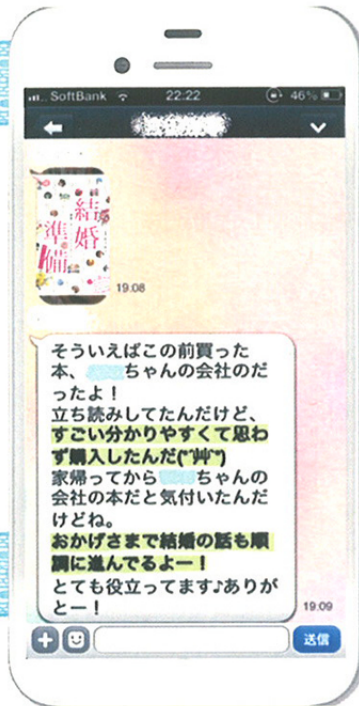 SoftBank 22:22 46%
結婚
準備
19:08
そういえばこの前買った
本、ちゃんの会社のだ
ったよ！
立ち読みしてたんだけど、
すごい分かりやすくて思わ
ず購入したんだ(*´艸`*)
家帰ってからちゃんの
会社の本だと気付いたんだ
けどね。
おかげさまで結婚の話も順
調に進んでるよー！
とても役立ってます♪ありが
とー！
19:09
送信